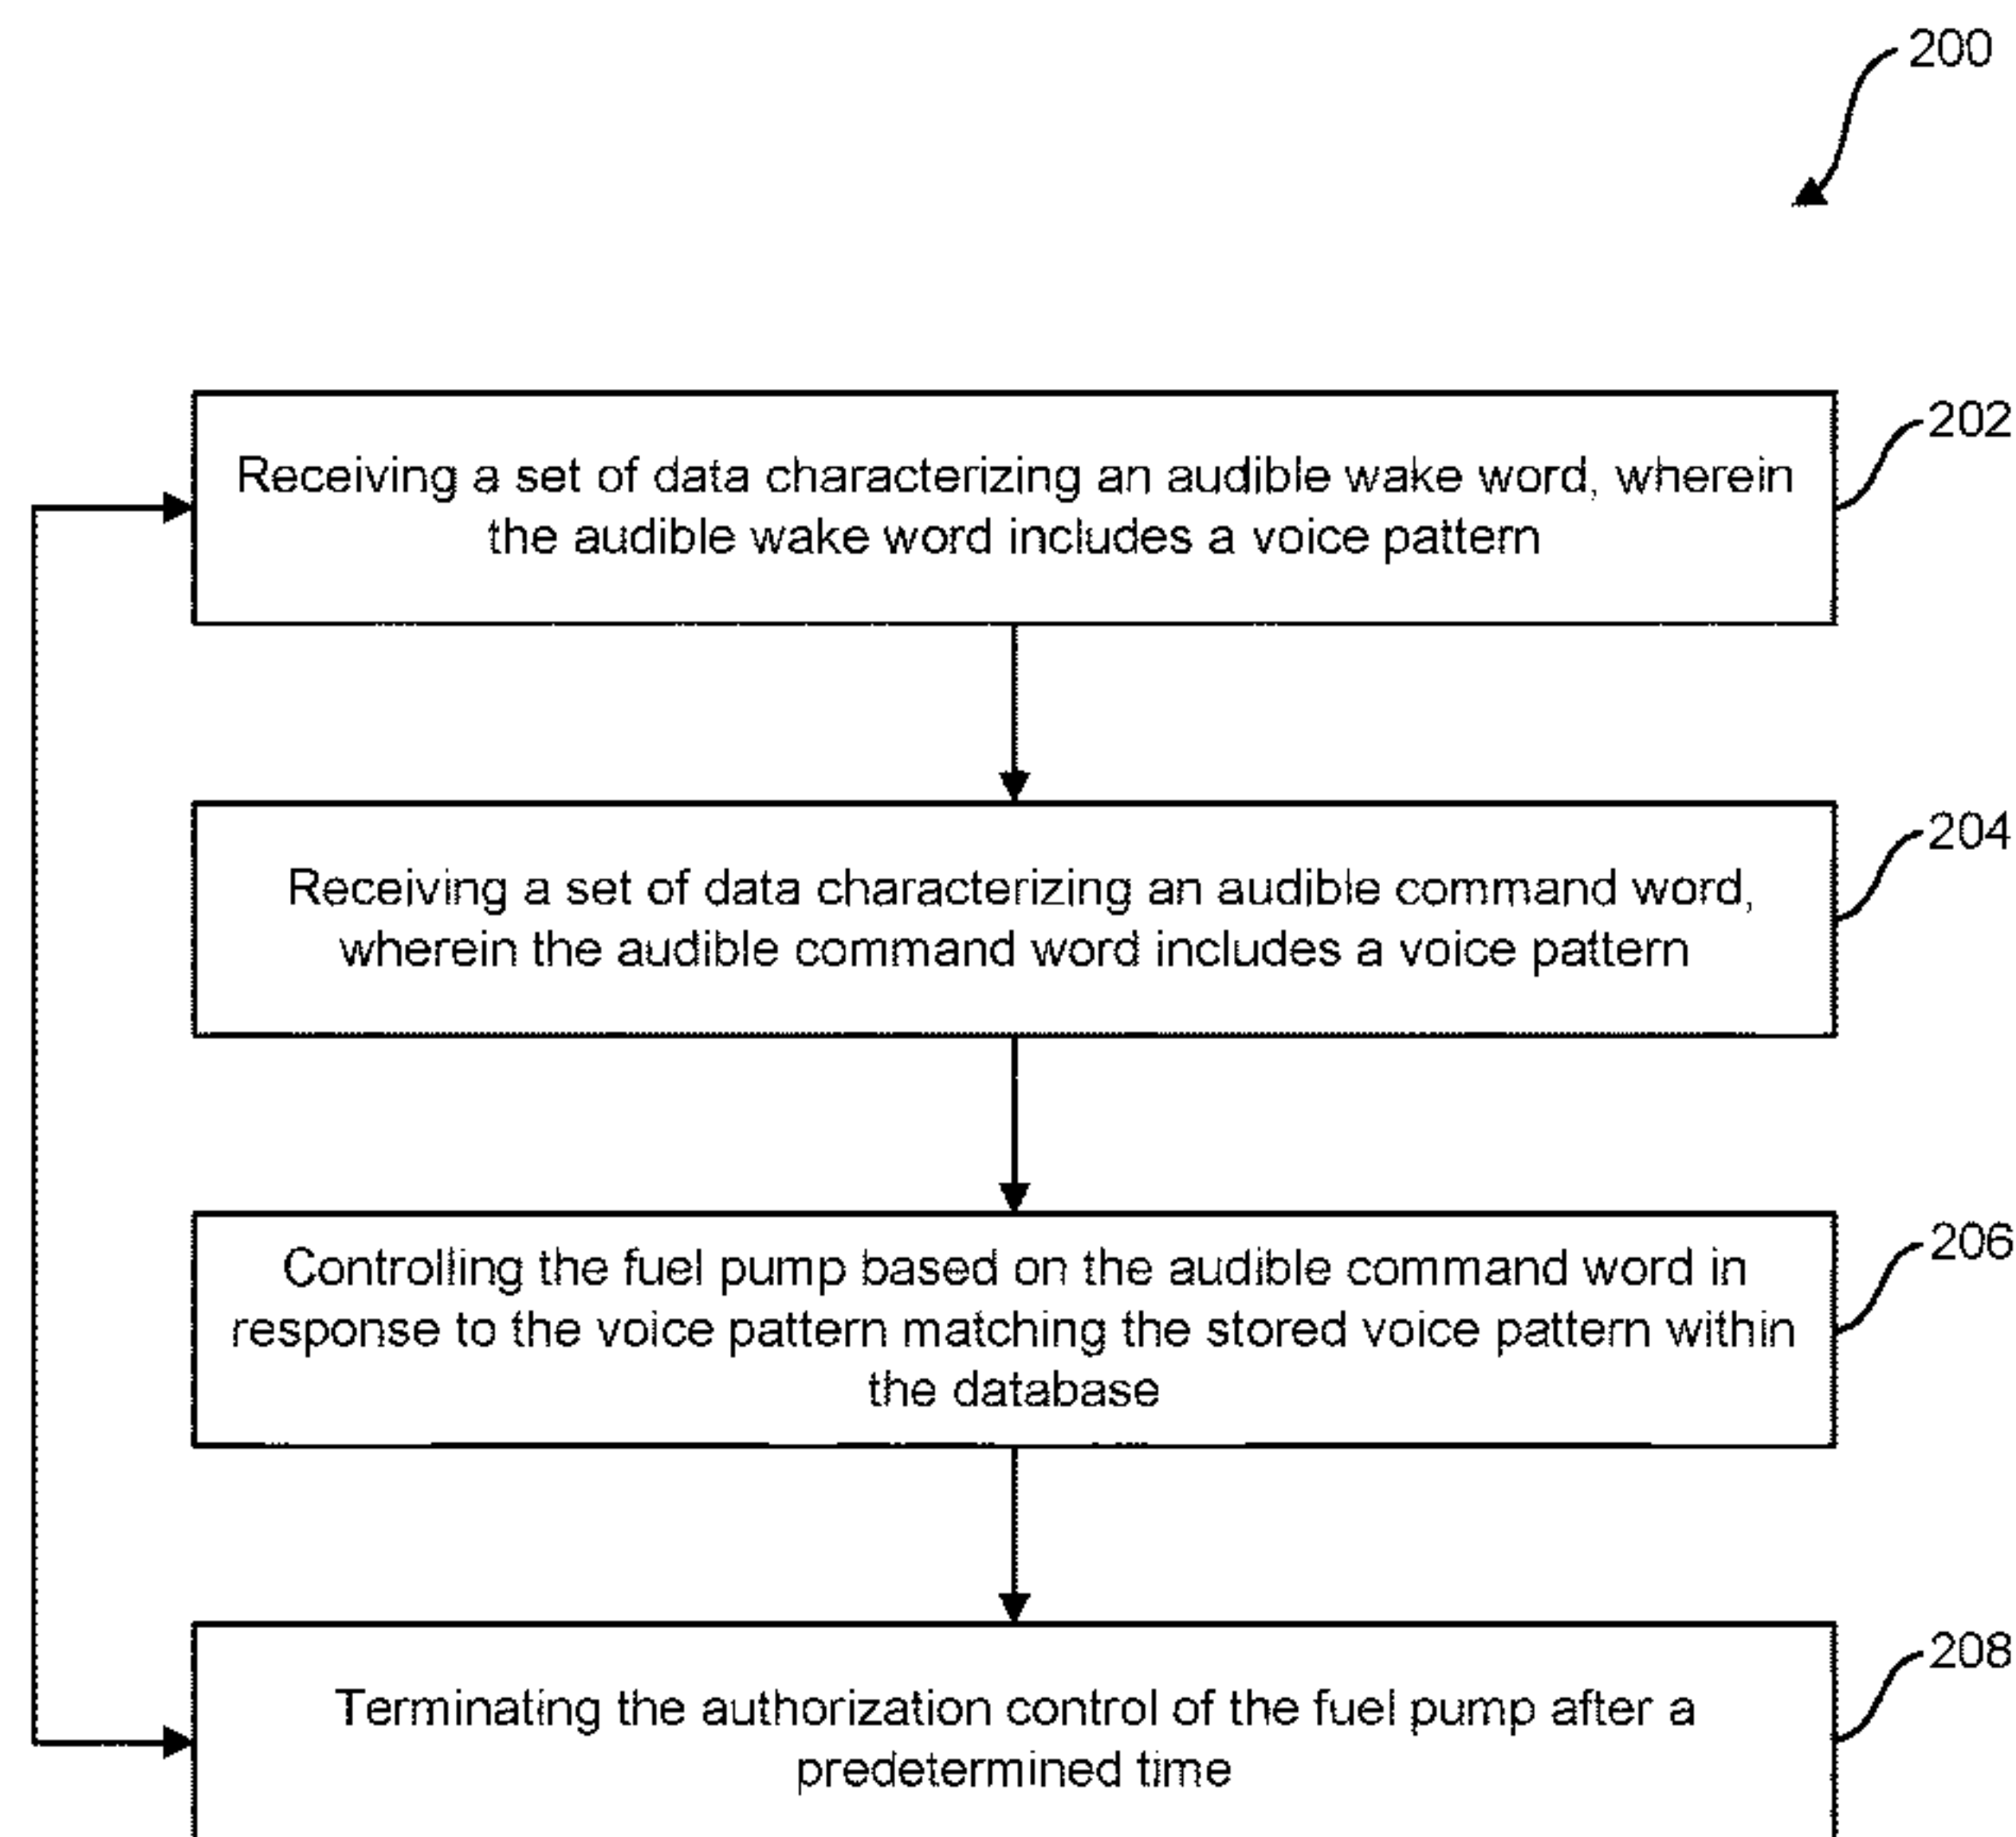 200
202
Receiving a set of data characterizing an audible wake word, wherein
the audible wake word includes a voice pattern
204
Receiving a set of data characterizing an audible command word,
wherein the audible command word includes a voice pattern
206
Controlling the fuel pump based on the audible command word in
response to the voice pattern matching the stored voice pattern within
the database
208
Terminating the authorization control of the fuel pump after a
predetermined time